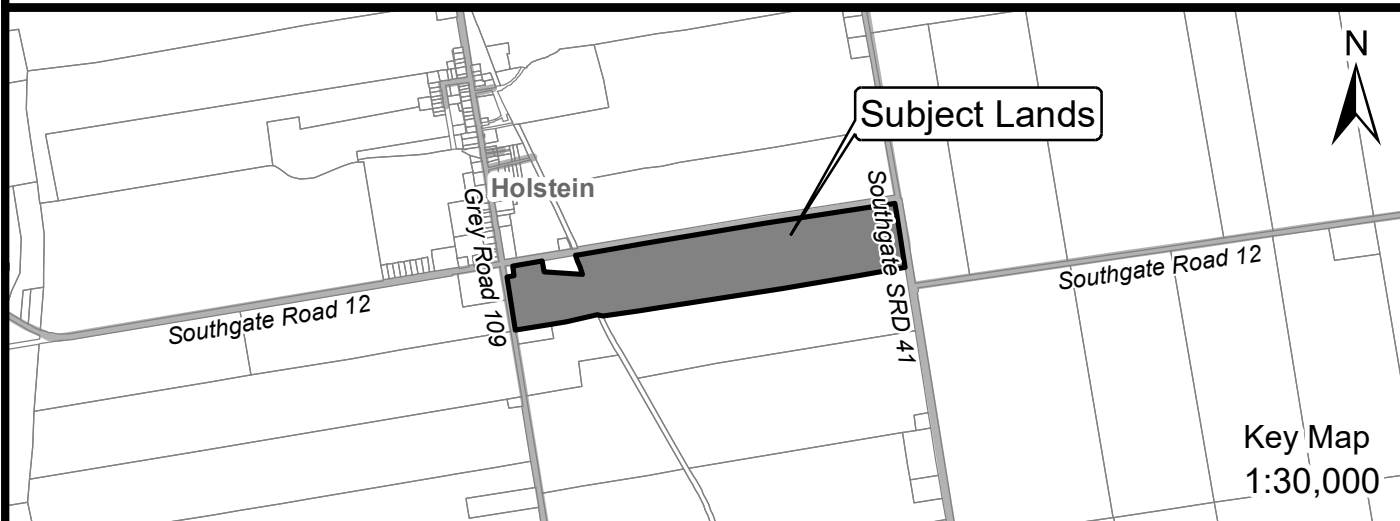 N
Subject Lands
Holstein
Grey Road 109
Southgate SRD 41
Southgate Road 12
Southgate Road 12
Key Map
1:30,000